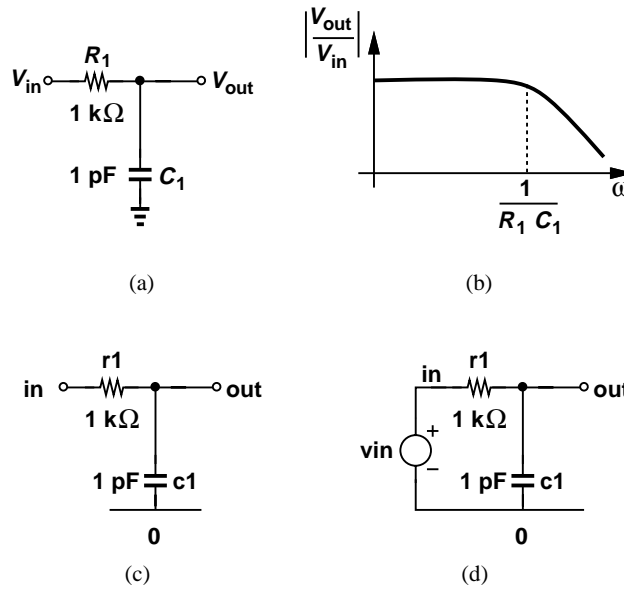 R1
Vin
Vout
1 kΩ
1 pF
C1
(a)
|Vout/Vin|
ω
1
R1 C1
(b)
r1
in
out
1 kΩ
1 pF
c1
0
(c)
r1
in
out
1 kΩ
vin
+
−
1 pF
c1
0
(d)